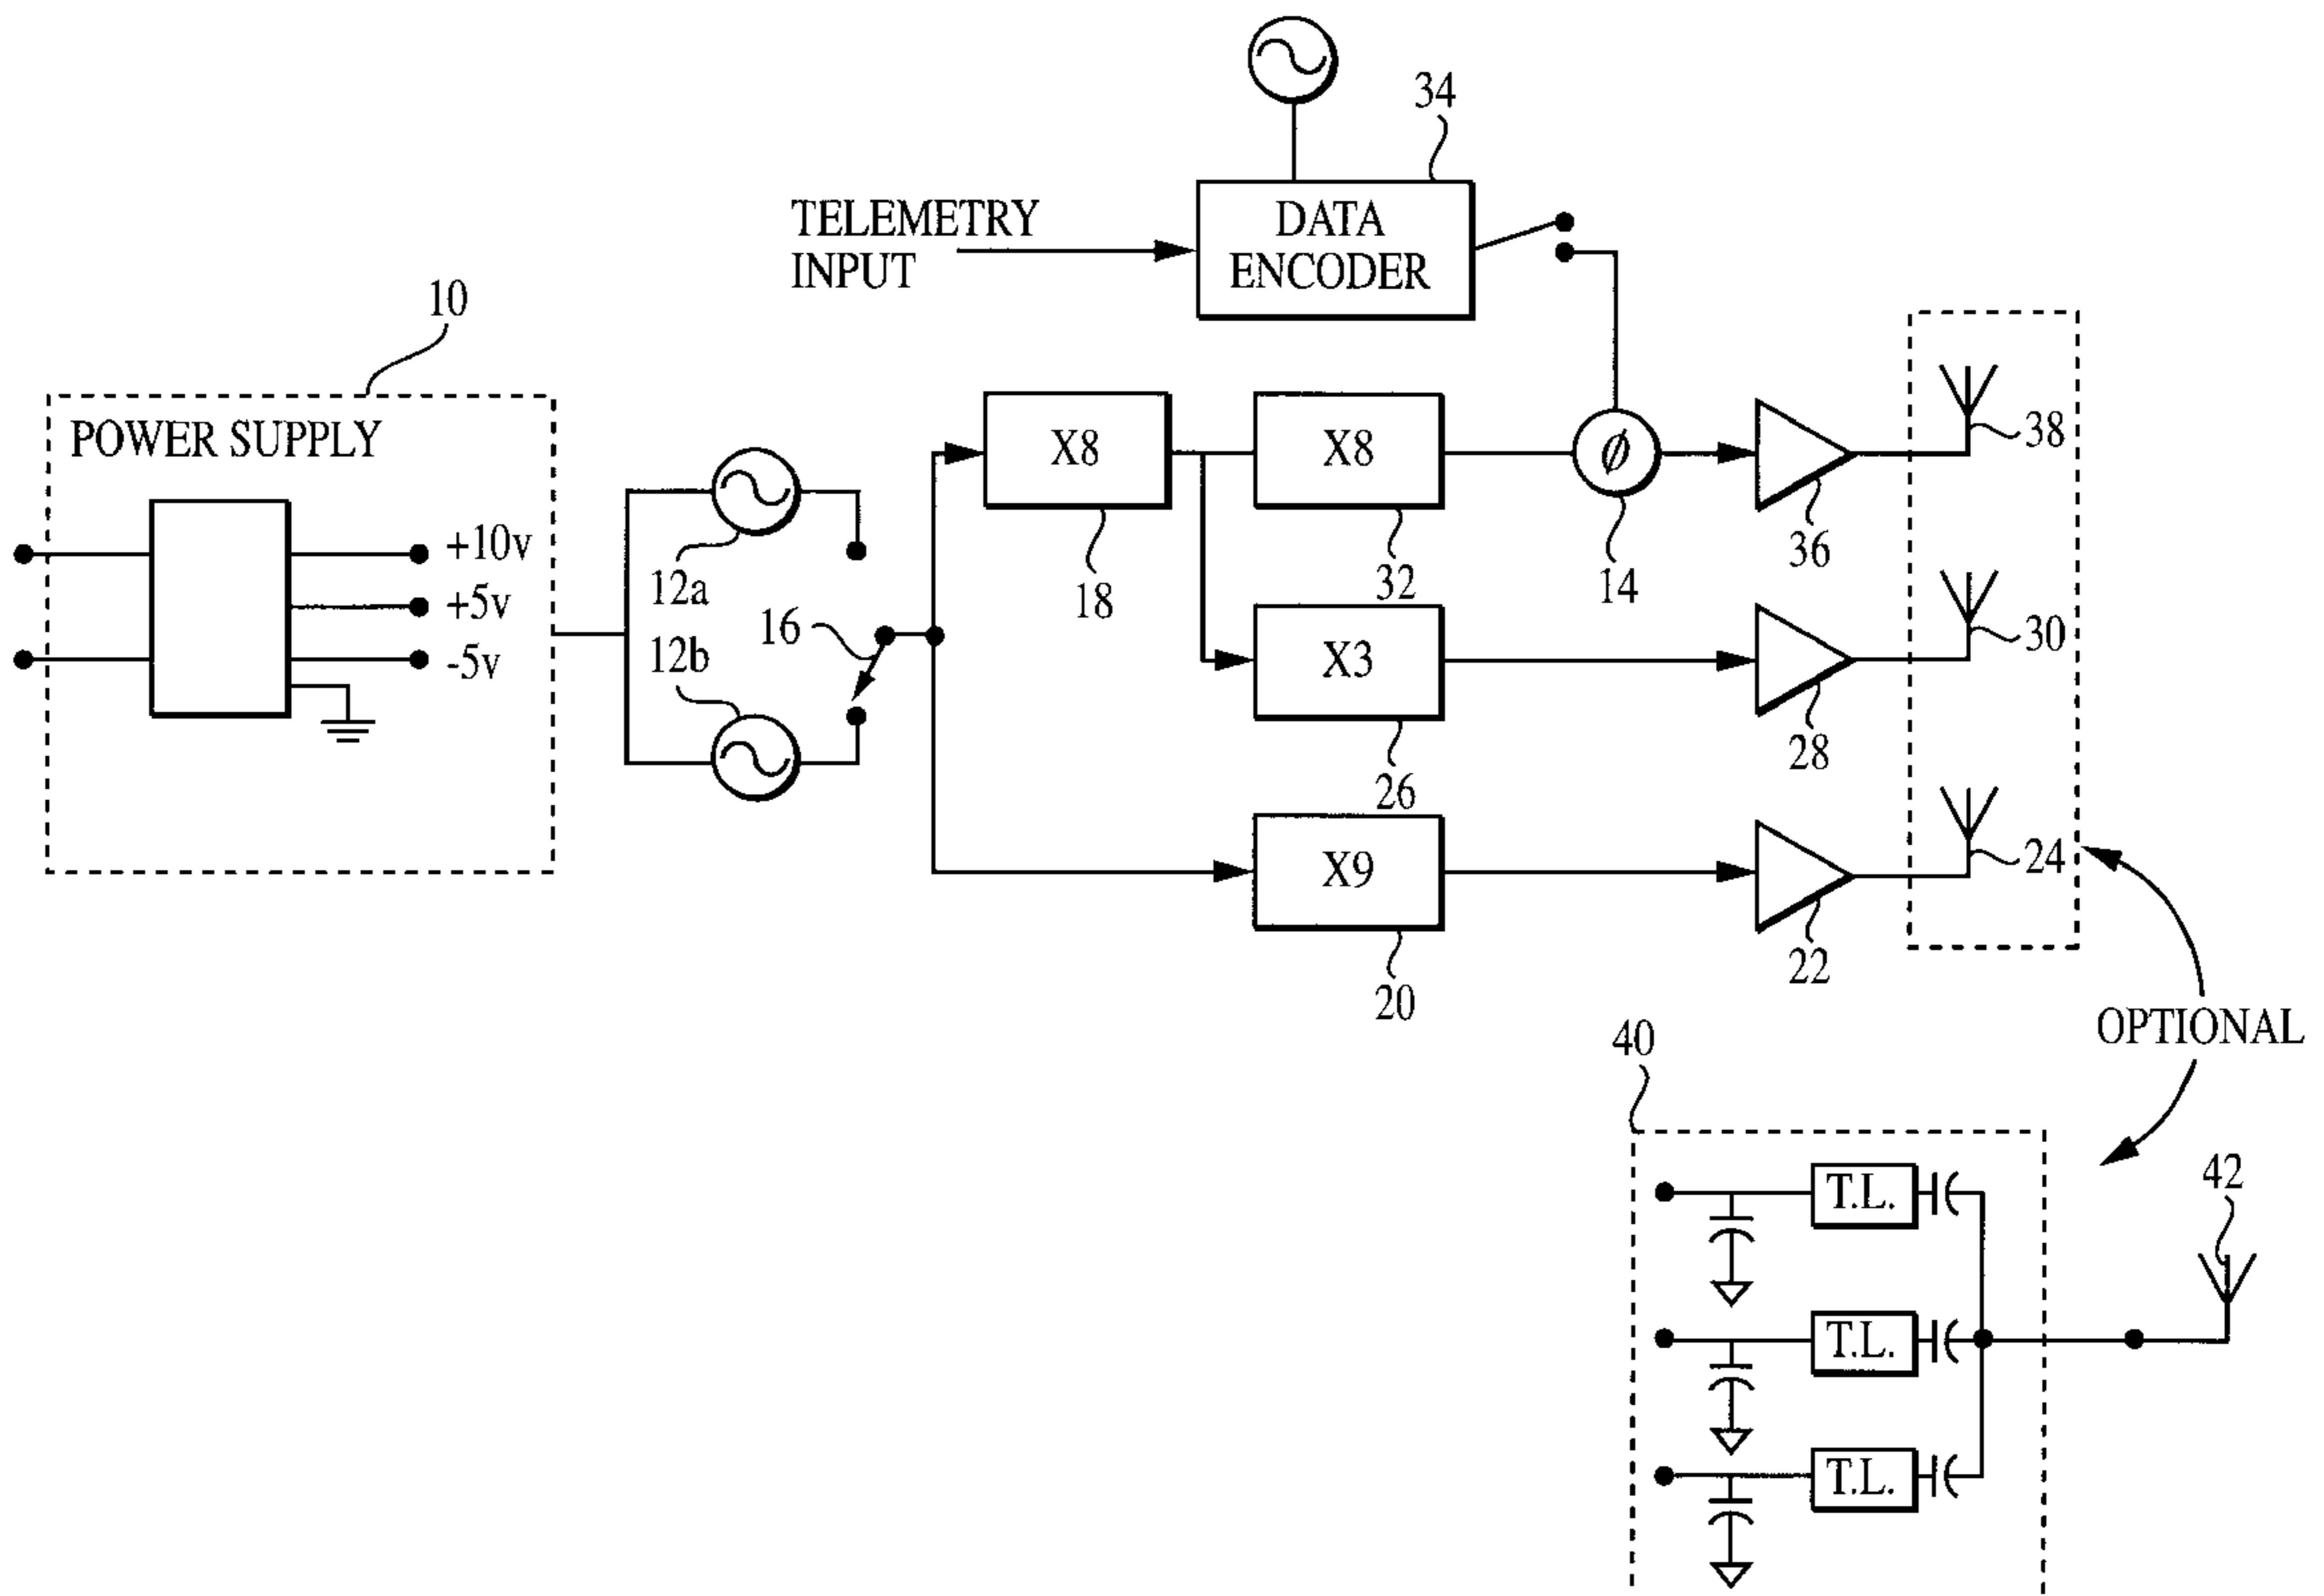 34
TELEMETRY
INPUT
DATA
ENCODER
10
POWER SUPPLY
+10v
+5v
-5v
12a
12b
16
X8
18
X8
32
ϕ
14
36
38
X3
26
28
30
X9
20
22
24
OPTIONAL
40
T.L.
T.L.
T.L.
42